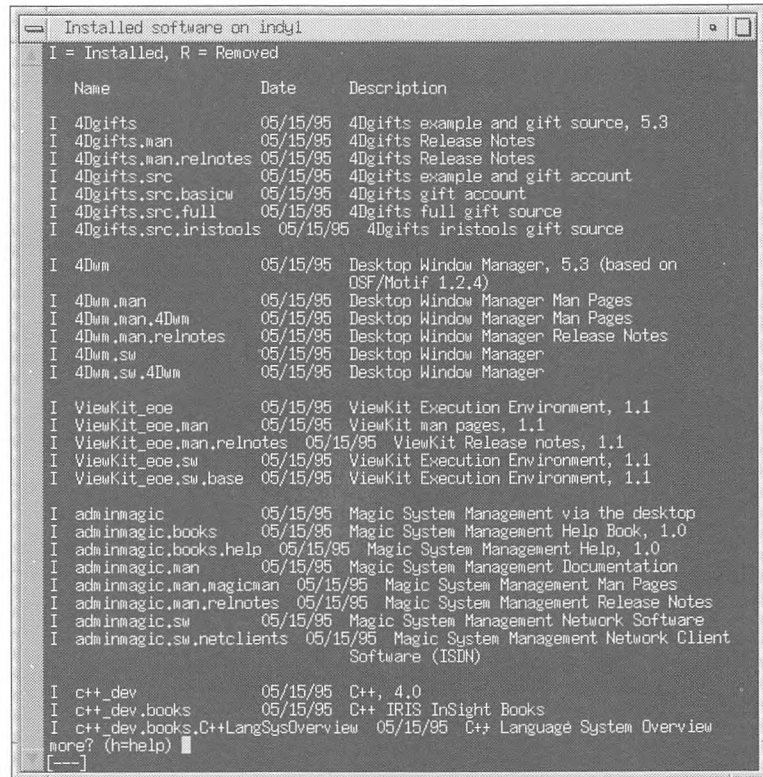 Installed software on indy1
I = Installed, R = Removed
Name Date Description
I 4Dgifts 05/15/95 4Dgifts example and gift source, 5.3
I 4Dgifts.man 05/15/95 4Dgifts Release Notes
I 4Dgifts.man.relnotes 05/15/95 4Dgifts Release Notes
I 4Dgifts.src 05/15/95 4Dgifts example and gift account
I 4Dgifts.src.basicw 05/15/95 4Dgifts gift account
I 4Dgifts.src.full 05/15/95 4Dgifts full gift source
I 4Dgifts.src.iristools 05/15/95 4Dgifts iristools gift source
I 4Dwm 05/15/95 Desktop Window Manager, 5.3 (based on
OSF/Motif 1.2.4)
I 4Dwm.man 05/15/95 Desktop Window Manager Man Pages
I 4Dwm.man.4Dwm 05/15/95 Desktop Window Manager Man Pages
I 4Dwm.man.relnotes 05/15/95 Desktop Window Manager Release Notes
I 4Dwm.sw 05/15/95 Desktop Window Manager
I 4Dwm.sw.4Dwm 05/15/95 Desktop Window Manager
I ViewKit_eoe 05/15/95 ViewKit Execution Environment, 1.1
I ViewKit_eoe.man 05/15/95 ViewKit man pages, 1.1
I ViewKit_eoe.man.relnotes 05/15/95 ViewKit Release notes, 1.1
I ViewKit_eoe.sw 05/15/95 ViewKit Execution Environment, 1.1
I ViewKit_eoe.sw.base 05/15/95 ViewKit Execution Environment, 1.1
I adminmagic 05/15/95 Magic System Management via the desktop
I adminmagic.books 05/15/95 Magic System Management Help Book, 1.0
I adminmagic.books.help 05/15/95 Magic System Management Help, 1.0
I adminmagic.man 05/15/95 Magic System Management Documentation
I adminmagic.man.magicman 05/15/95 Magic System Management Man Pages
I adminmagic.man.relnotes 05/15/95 Magic System Management Release Notes
I adminmagic.sw 05/15/95 Magic System Management Network Software
I adminmagic.sw.netclients 05/15/95 Magic System Management Network Client
Software (ISDN)
I c++_dev 05/15/95 C++, 4.0
I c++_dev.books 05/15/95 C++ IRIS InSight Books
I c++_dev.books.C++LangSysOverview 05/15/95 C++ Language System Overview
more? (h=help)
[---]